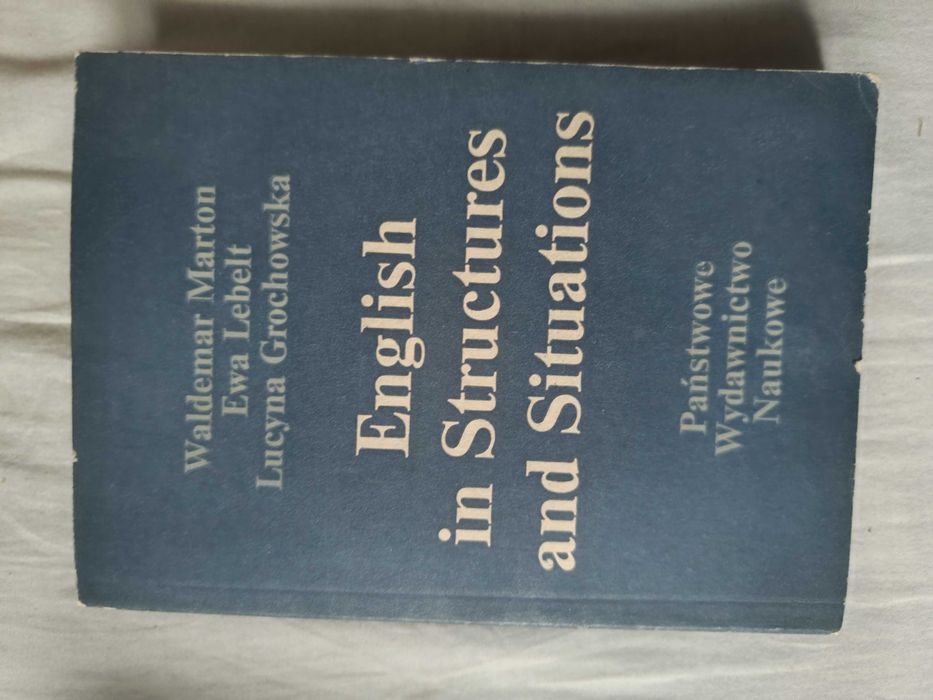 Waldemar Marton
Ewa Lebelt
Lucyna Grochowska
English
in Structures
and Situations
Państwowe
Wydawnictwo
Naukowe